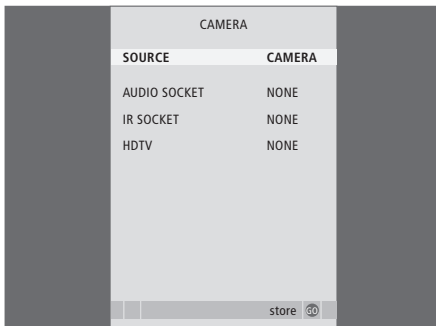 CAMERA
SOURCE CAMERA
AUDIO SOCKET NONE
IR SOCKET NONE
HDTV NONE
store GO